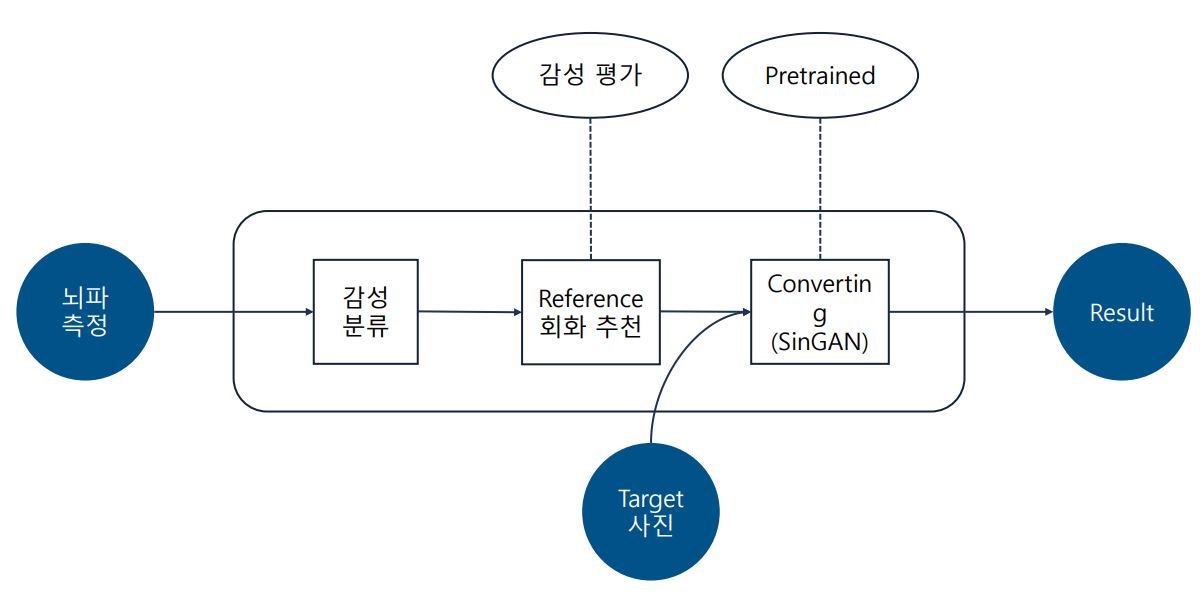 감성 평가
Pretrained
뇌파
측정
감성
분류
Reference
회화 추천
Convertin
g
(SinGAN)
Result
Target
사진